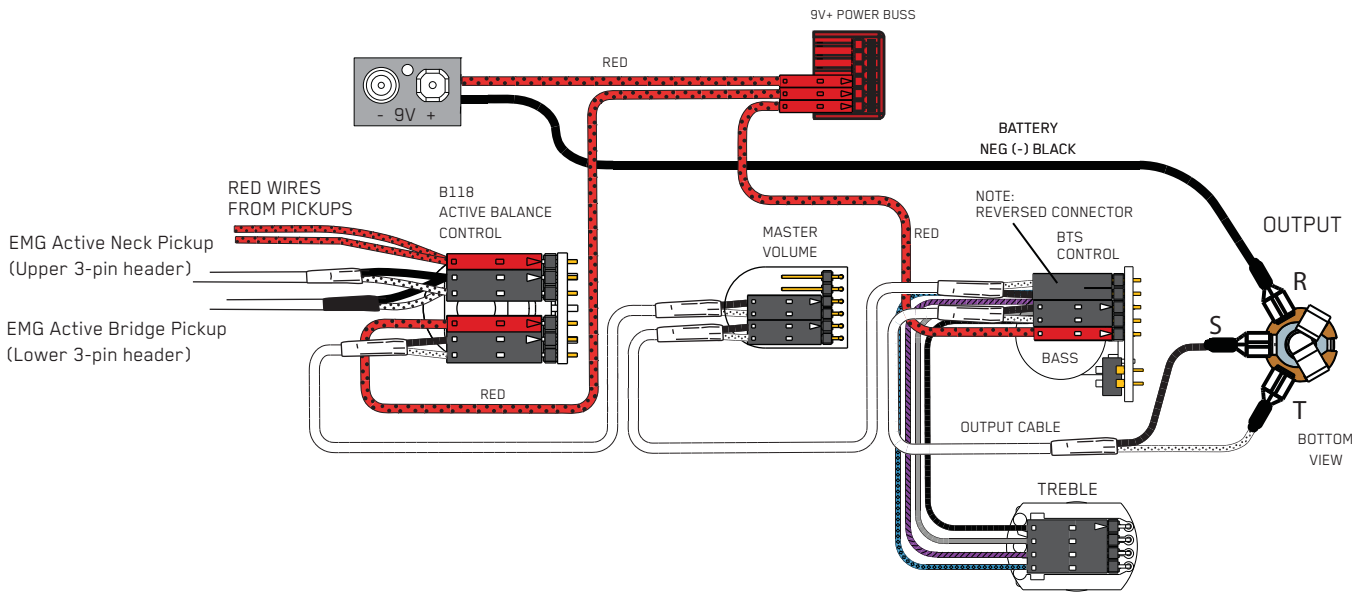 9V+ POWER BUSS
RED
- 9V +
BATTERY
NEG (-) BLACK
RED WIRES
FROM PICKUPS
B118
ACTIVE BALANCE
CONTROL
EMG Active Neck Pickup
(Upper 3-pin header)
EMG Active Bridge Pickup
(Lower 3-pin header)
RED
MASTER
VOLUME
RED
NOTE:
REVERSED CONNECTOR
BTS
CONTROL
BASS
OUTPUT
R
S
T
BOTTOM
VIEW
OUTPUT CABLE
TREBLE